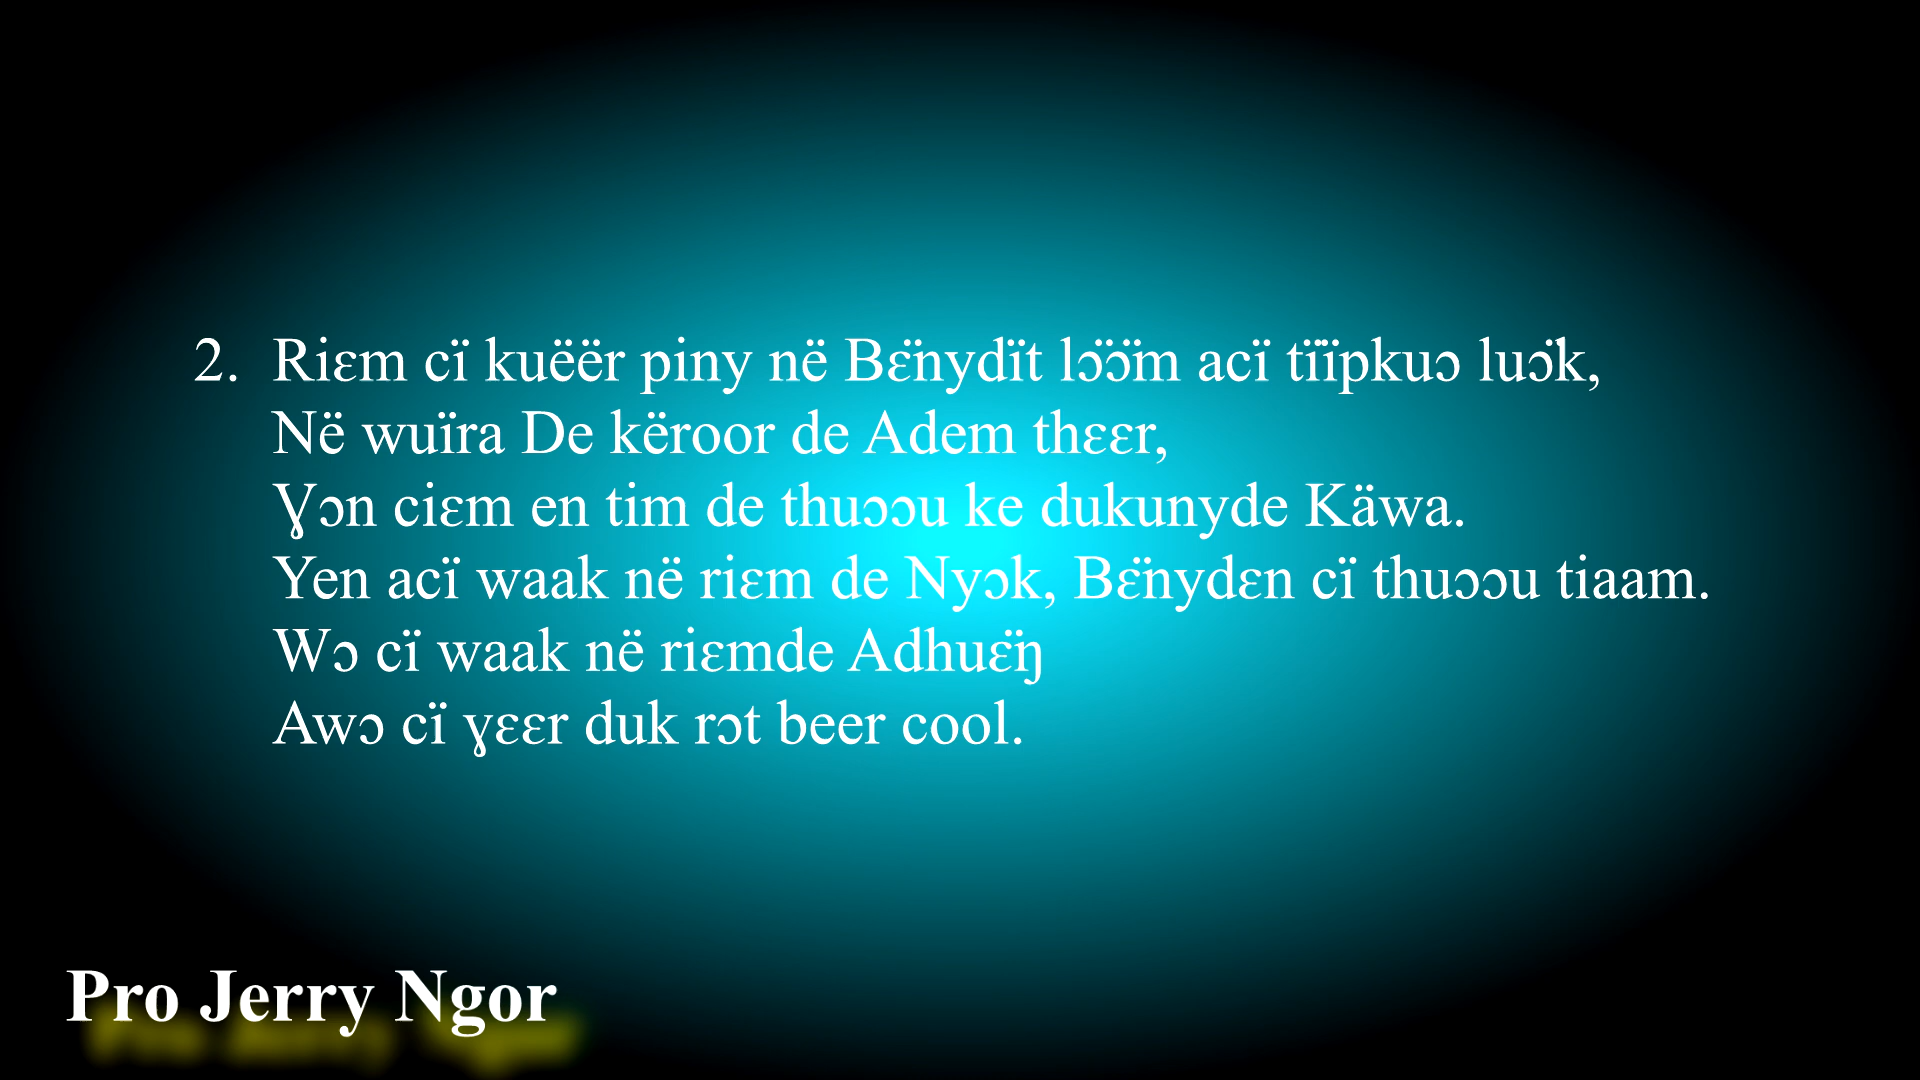 2. Riɛm cï kuëër piny në Bɛ̈nydït lɔ̈ɔ̈m acï tïïpkuɔ luɔ̈k,
Në wuïra De këroor de Adem thɛɛr,
Ɣɔn ciɛm en tim de thuɔɔu ke dukunyde Käwa.
Yen acï waak në riɛm de Nyɔk, Bɛ̈nydɛn cï thuɔɔu tiaam.
Wɔ cï waak në riɛmde Adhuɛ̈ŋ
Awɔ cï ɣɛɛr duk rɔt beer cool.
Pro Jerry Ngor